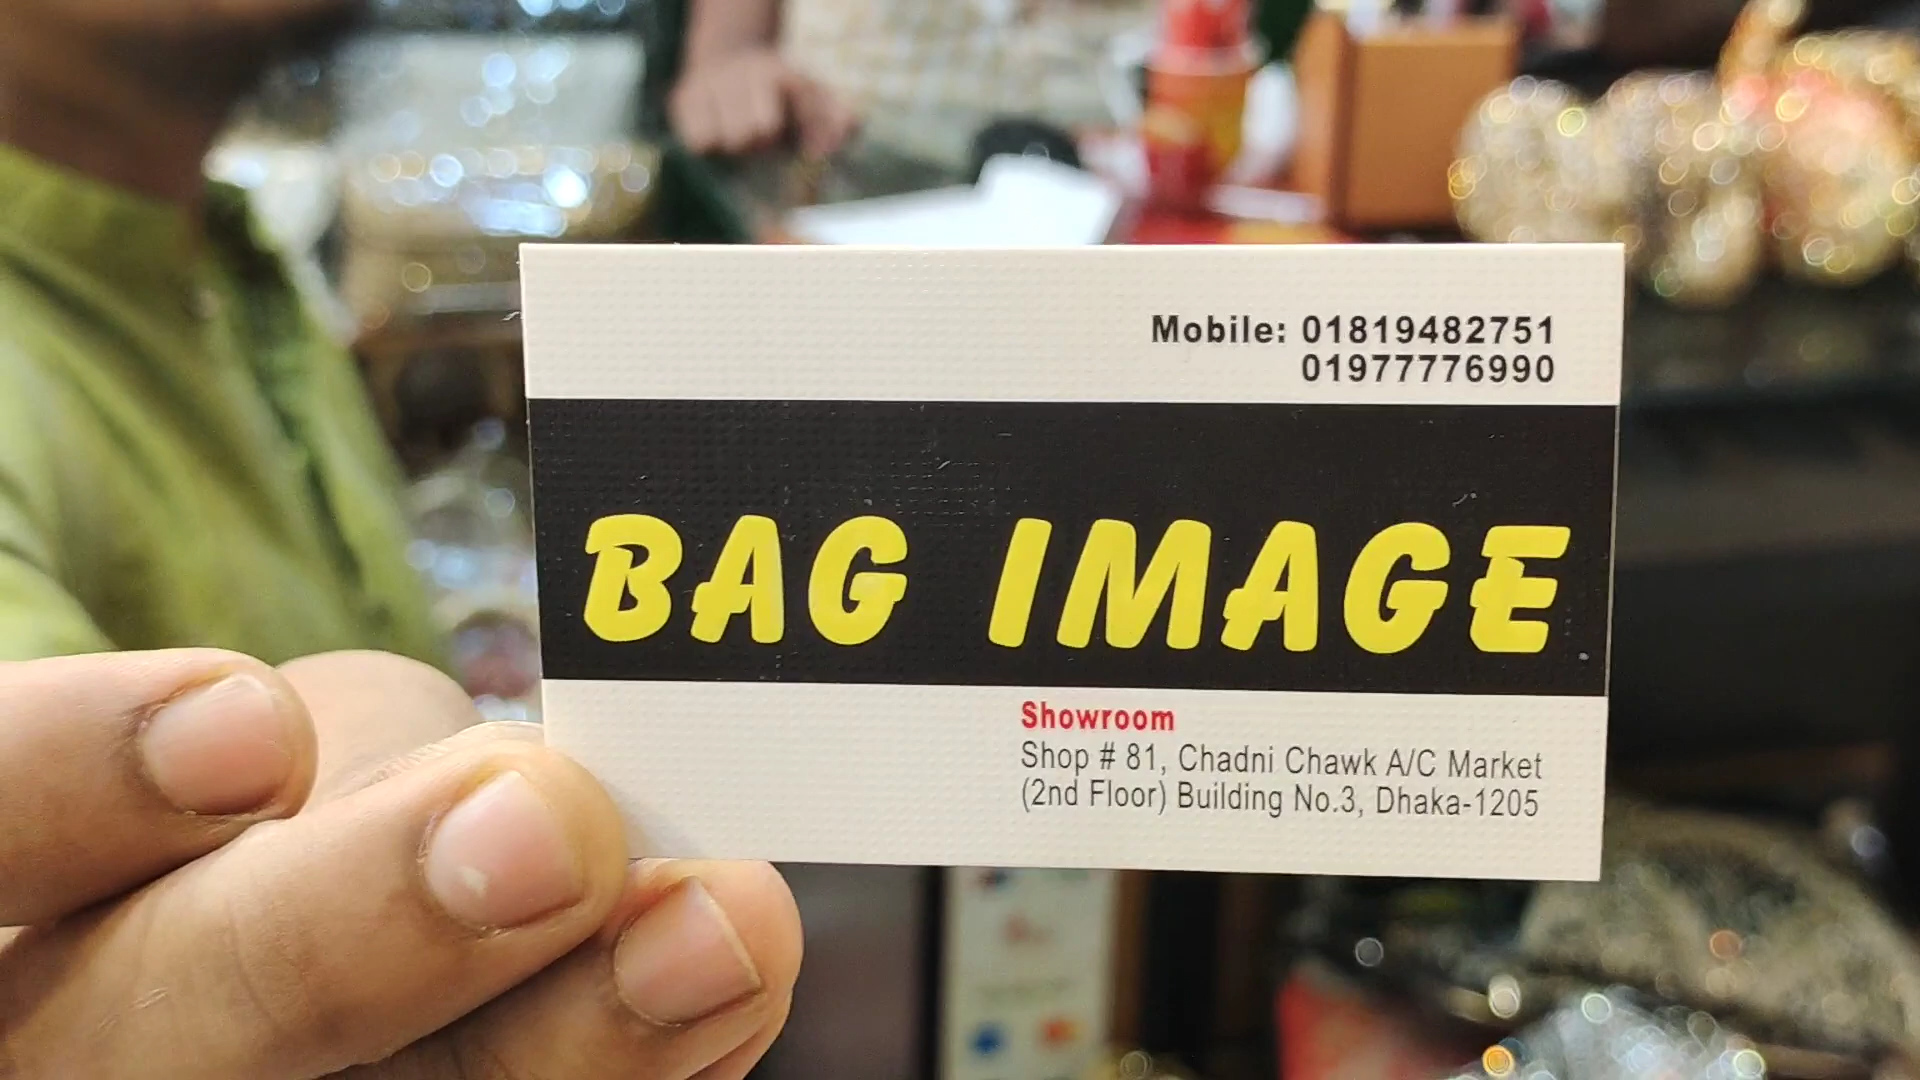 Mobile: 01819482751
01977776990
BAG IMAGE
Showroom
Shop # 81, Chadni Chawk A/C Market
(2nd Floor) Building No.3, Dhaka-1205